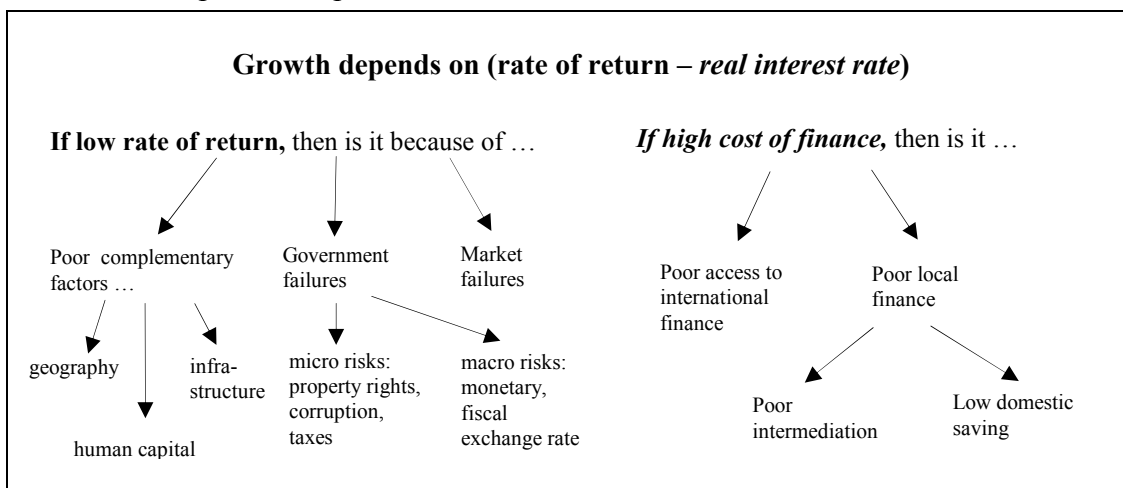 Growth depends on (rate of return – real interest rate)
If low rate of return, then is it because of …
If high cost of finance, then is it …
Poor complementary
factors …
Government
failures
Market
failures
Poor access to
international
finance
Poor local
finance
geography
human capital
infra-
structure
micro risks:
property rights,
corruption,
taxes
macro risks:
monetary,
fiscal
exchange rate
Poor
intermediation
Low domestic
saving